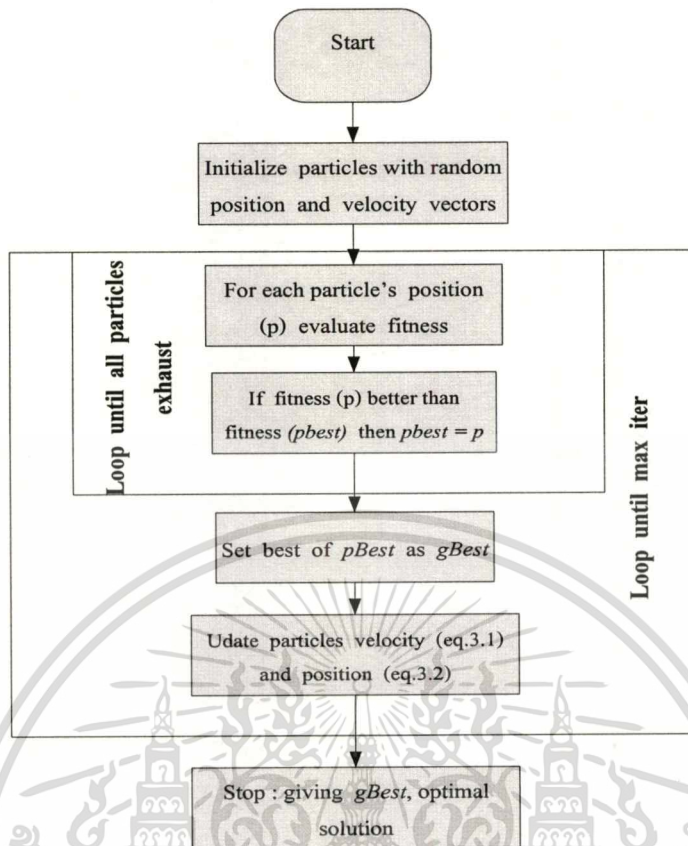 Start
Initialize particles with random
position and velocity vectors
Loop until all particles
exhaust
For each particle's position
(p) evaluate fitness
If fitness (p) better than
fitness (pbest) then pbest = p
Loop until max iter
Set best of pBest as gBest
Udate particles velocity (eq.3.1)
and position (eq.3.2)
Stop : giving gBest, optimal
solution